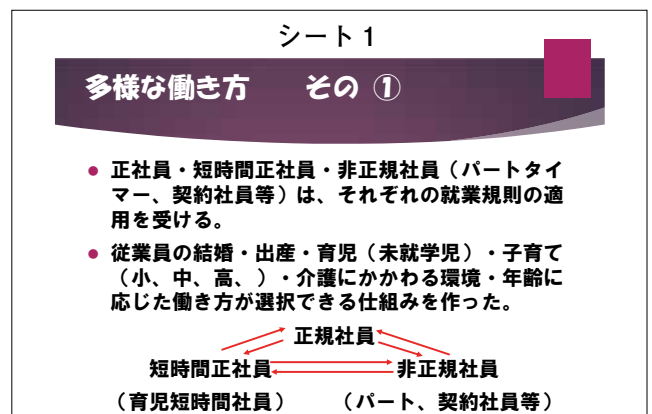 シート1
多様な働き方　　その ①
● 正社員・短時間正社員・非正規社員（パートタイ
マー、契約社員等）は、それぞれの就業規則の適
用を受ける。
● 従業員の結婚・出産・育児（未就学児）・子育て
（小、中、高、）・介護にかかわる環境・年齢に
応じた働き方が選択できる仕組みを作った。
正規社員
短時間正社員　　　　　　非正規社員
（育児短時間社員）　　（パート、契約社員等）